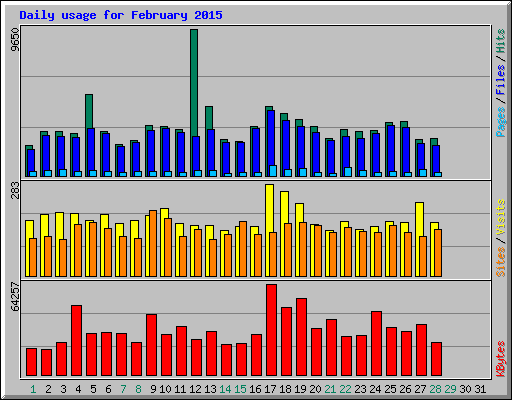 Daily usage for February 2015
9650
283
64257
Pages / Files / Hits
Sites / Visits
KBytes
1 2 3 4 5 6 7 8 9 10 11 12 13 14 15 16 17 18 19 20 21 22 23 24 25 26 27 28 29 30 31